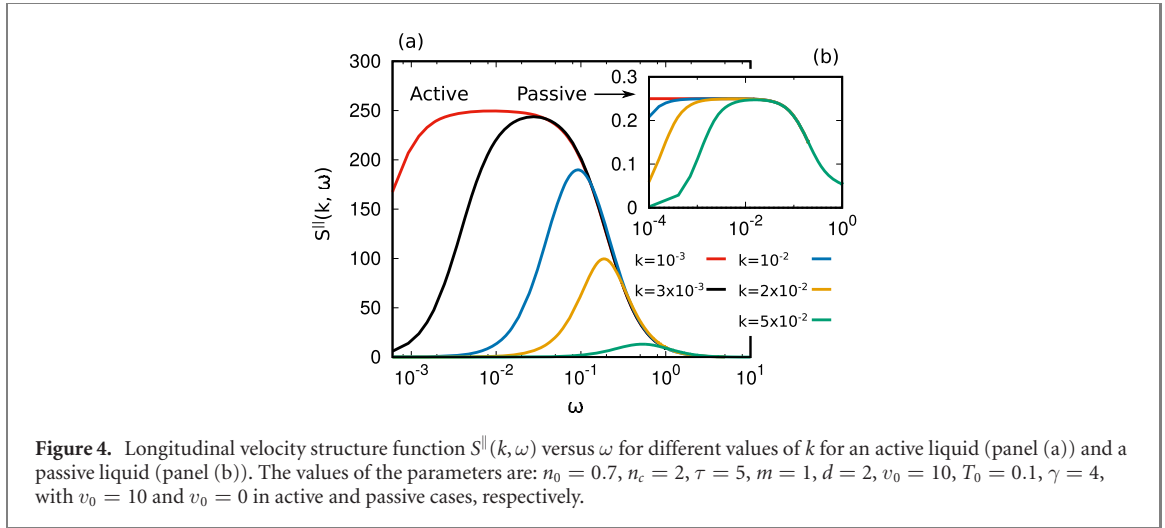 (a)
(b)
300
250
200
150
100
50
0
S∥(k, ω)
Active
Passive
0.3
0.2
0.1
0
10⁻⁴
10⁻²
10⁰
k=10⁻³
k=10⁻²
k=3x10⁻³
k=2x10⁻²
k=5x10⁻²
10⁻³
10⁻²
10⁻¹
10⁰
10¹
ω
Figure 4. Longitudinal velocity structure function S∥(k, ω) versus ω for different values of k for an active liquid (panel (a)) and a
passive liquid (panel (b)). The values of the parameters are: n₀ = 0.7, n_c = 2, τ = 5, m = 1, d = 2, v₀ = 10, T₀ = 0.1, γ = 4,
with v₀ = 10 and v₀ = 0 in active and passive cases, respectively.